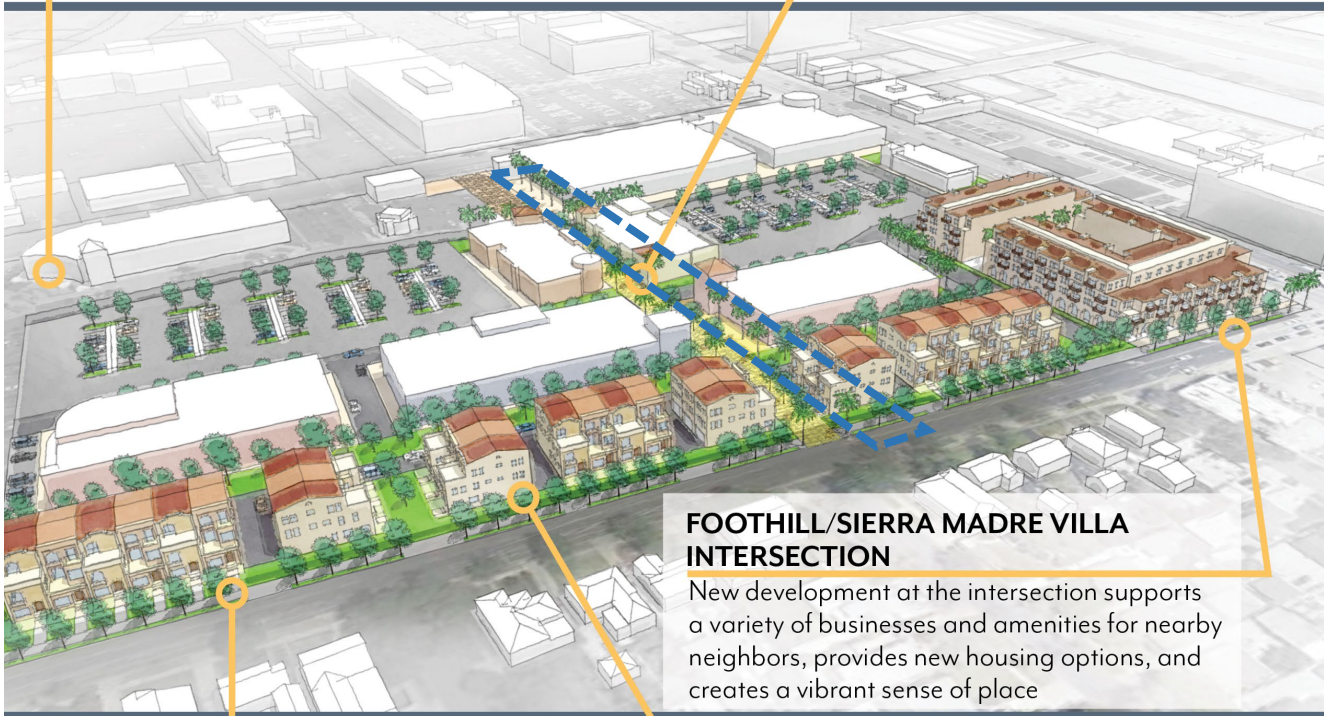 FOOTHILL/SIERRA MADRE VILLA
INTERSECTION
New development at the intersection supports
a variety of businesses and amenities for nearby
neighbors, provides new housing options, and
creates a vibrant sense of place